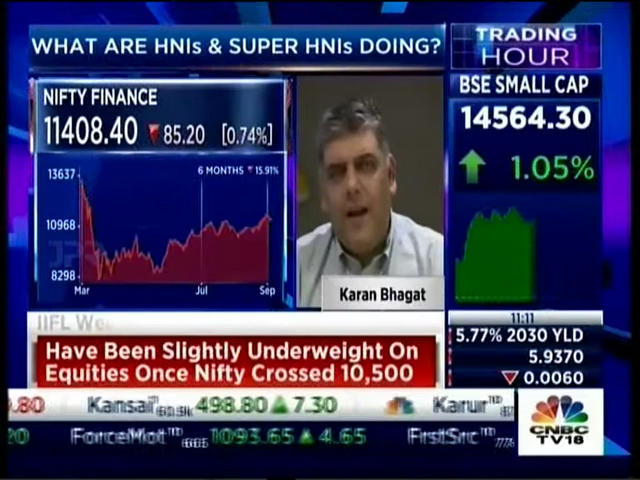 WHAT ARE HNIs & SUPER HNIs DOING?
TRADING
HOUR
NIFTY FINANCE
11408.40 85.20 [0.74%]
6 MONTHS 15.91%
13637
10968
8298
Mar Jul Sep
Karan Bhagat
BSE SMALL CAP
14564.30
1.05%
11:11
5.77% 2030 YLD
5.9370
0.0060
IIFL
Have Been Slightly Underweight On
Equities Once Nifty Crossed 10,500
.80 Kansai 498.80 7.30 Karur
20 ForceMot 1093.65 4.65 FirstSrc
CNBC
TV18